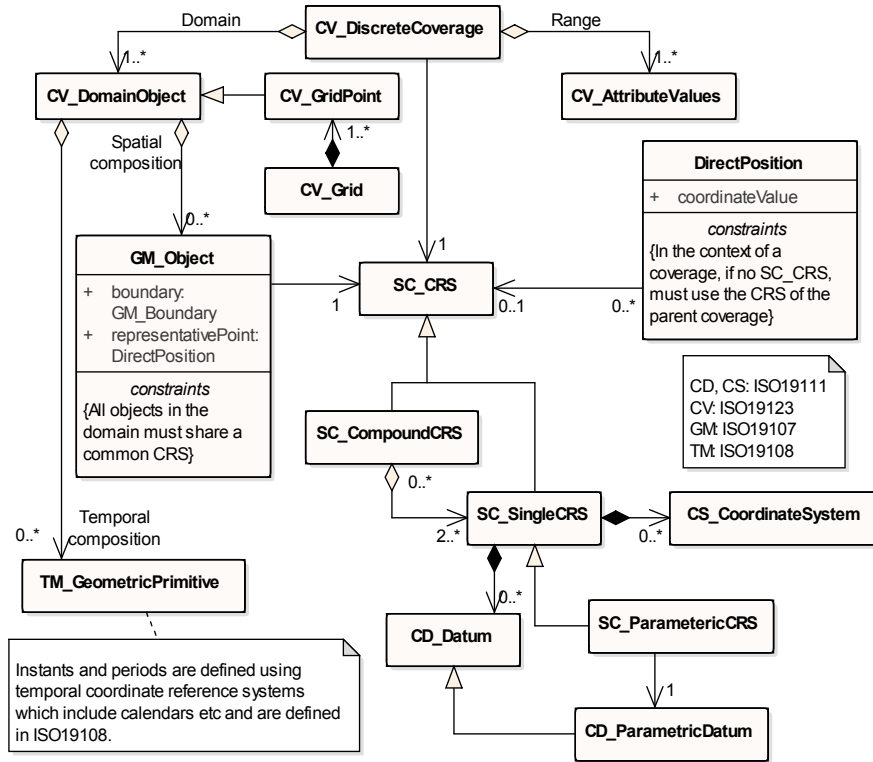 Domain
CV_DiscreteCoverage
Range
1..*
1..*
CV_DomainObject
CV_GridPoint
CV_AttributeValues
Spatial
composition
1..*
CV_Grid
0..*
DirectPosition
+ coordinateValue
constraints
{In the context of a
coverage, if no SC_CRS,
must use the CRS of the
parent coverage}
GM_Object
+ boundary:
GM_Boundary
+ representativePoint:
DirectPosition
constraints
{All objects in the
domain must share a
common CRS}
1
1
SC_CRS
0..1
0..*
CD, CS: ISO19111
CV: ISO19123
GM: ISO19107
TM: ISO19108
SC_CompoundCRS
0..*
2..*
SC_SingleCRS
0..*
CS_CoordinateSystem
0..*
Temporal
composition
TM_GeometricPrimitive
0..*
CD_Datum
SC_ParametericCRS
1
CD_ParametricDatum
Instants and periods are defined using
temporal coordinate reference systems
which include calendars etc and are defined
in ISO19108.